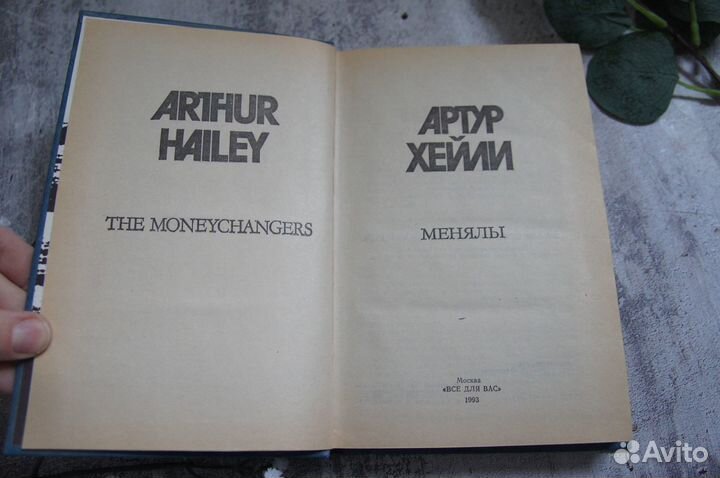 ARTHUR
HAILEY
THE MONEYCHANGERS
АРТУР
ХЕЙЛИ
МЕНЯЛЫ
Москва
«ВСЕ ДЛЯ ВАС»
1993
Avito